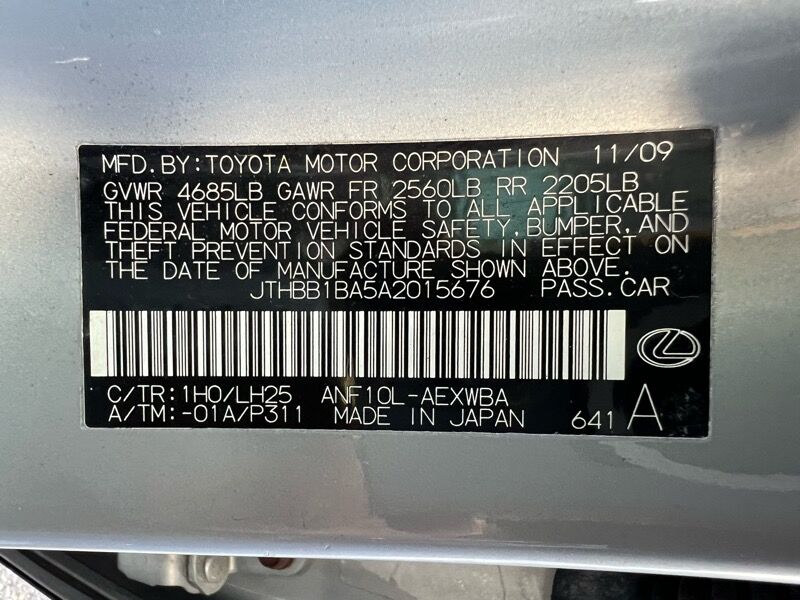 MFD.BY:TOYOTA MOTOR CORPORATION 11/09
GVWR 4685LB GAWR FR 2560LB RR 2205LB
THIS VEHICLE CONFORMS TO ALL APPLICABLE
FEDERAL MOTOR VEHICLE SAFETY,BUMPER,AND
THEFT PREVENTION STANDARDS IN EFFECT ON
THE DATE OF MANUFACTURE SHOWN ABOVE.
JTHBB1BA5A2015676 PASS.CAR
C/TR:1H0/LH25 ANF10L-AEXWBA
A/TM:-01A/P311 MADE IN JAPAN 641 A